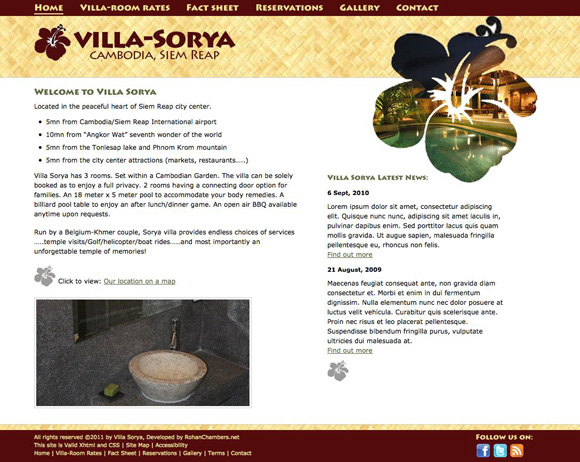 Home Villa-room rates Fact sheet Reservations Gallery Contact
Villa-Sorya
Cambodia, Siem Reap
Welcome to Villa Sorya
Located in the peaceful heart of Siem Reap city center.
• 5mn from Cambodia/Siem Reap International airport
• 10mn from "Angkor Wat" seventh wonder of the world
• 5mn from the Tonlesap lake and Phnom Krom mountain
• 5mn from the city center attractions (markets, restaurants.....)
Villa Sorya has 3 rooms. Set within a Cambodian Garden. The villa can be solely
booked as to enjoy a full privacy. 2 rooms having a connecting door option for
families. An 18 meter x 5 meter pool to accommodate your body remedies. A
billiard pool table to enjoy an after lunch/dinner game. An open air BBQ available
anytime upon requests.
Run by a Belgium-Khmer couple, Sorya villa provides endless choices of services
.....temple visits/Golf/helicopter/boat rides.....and most importantly an
unforgettable temple of memories!
Click to view: Our location on a map
Villa Sorya Latest News:
6 Sept, 2010
Lorem ipsum dolor sit amet, consectetur adipiscing
elit. Quisque nunc nunc, adipiscing sit amet iaculis in,
pulvinar dapibus enim. Sed porttitor lacus quis quam
mollis gravida. Ut augue sapien, malesuada fringilla
pellentesque eu, rhoncus non felis.
Find out more
21 August, 2009
Maecenas feugiat consequat ante, non gravida diam
consectetur et. Morbi et enim in dui fermentum
dignissim. Nulla elementum nunc nec dolor posuere at
luctus velit vehicula. Curabitur quis scelerisque ante.
Proin nec risus et leo placerat pellentesque.
Suspendisse bibendum fringilla purus, vulputate
ultricies dui malesuada at.
Find out more
All rights reserved ©2011 by Villa Sorya, Developed by RohanChambers.net
This site is Valid Xhtml and CSS | Site Map | Accessibility
Home | Villa-Room Rates | Fact Sheet | Reservations | Gallery | Terms | Contact
Follow us on: